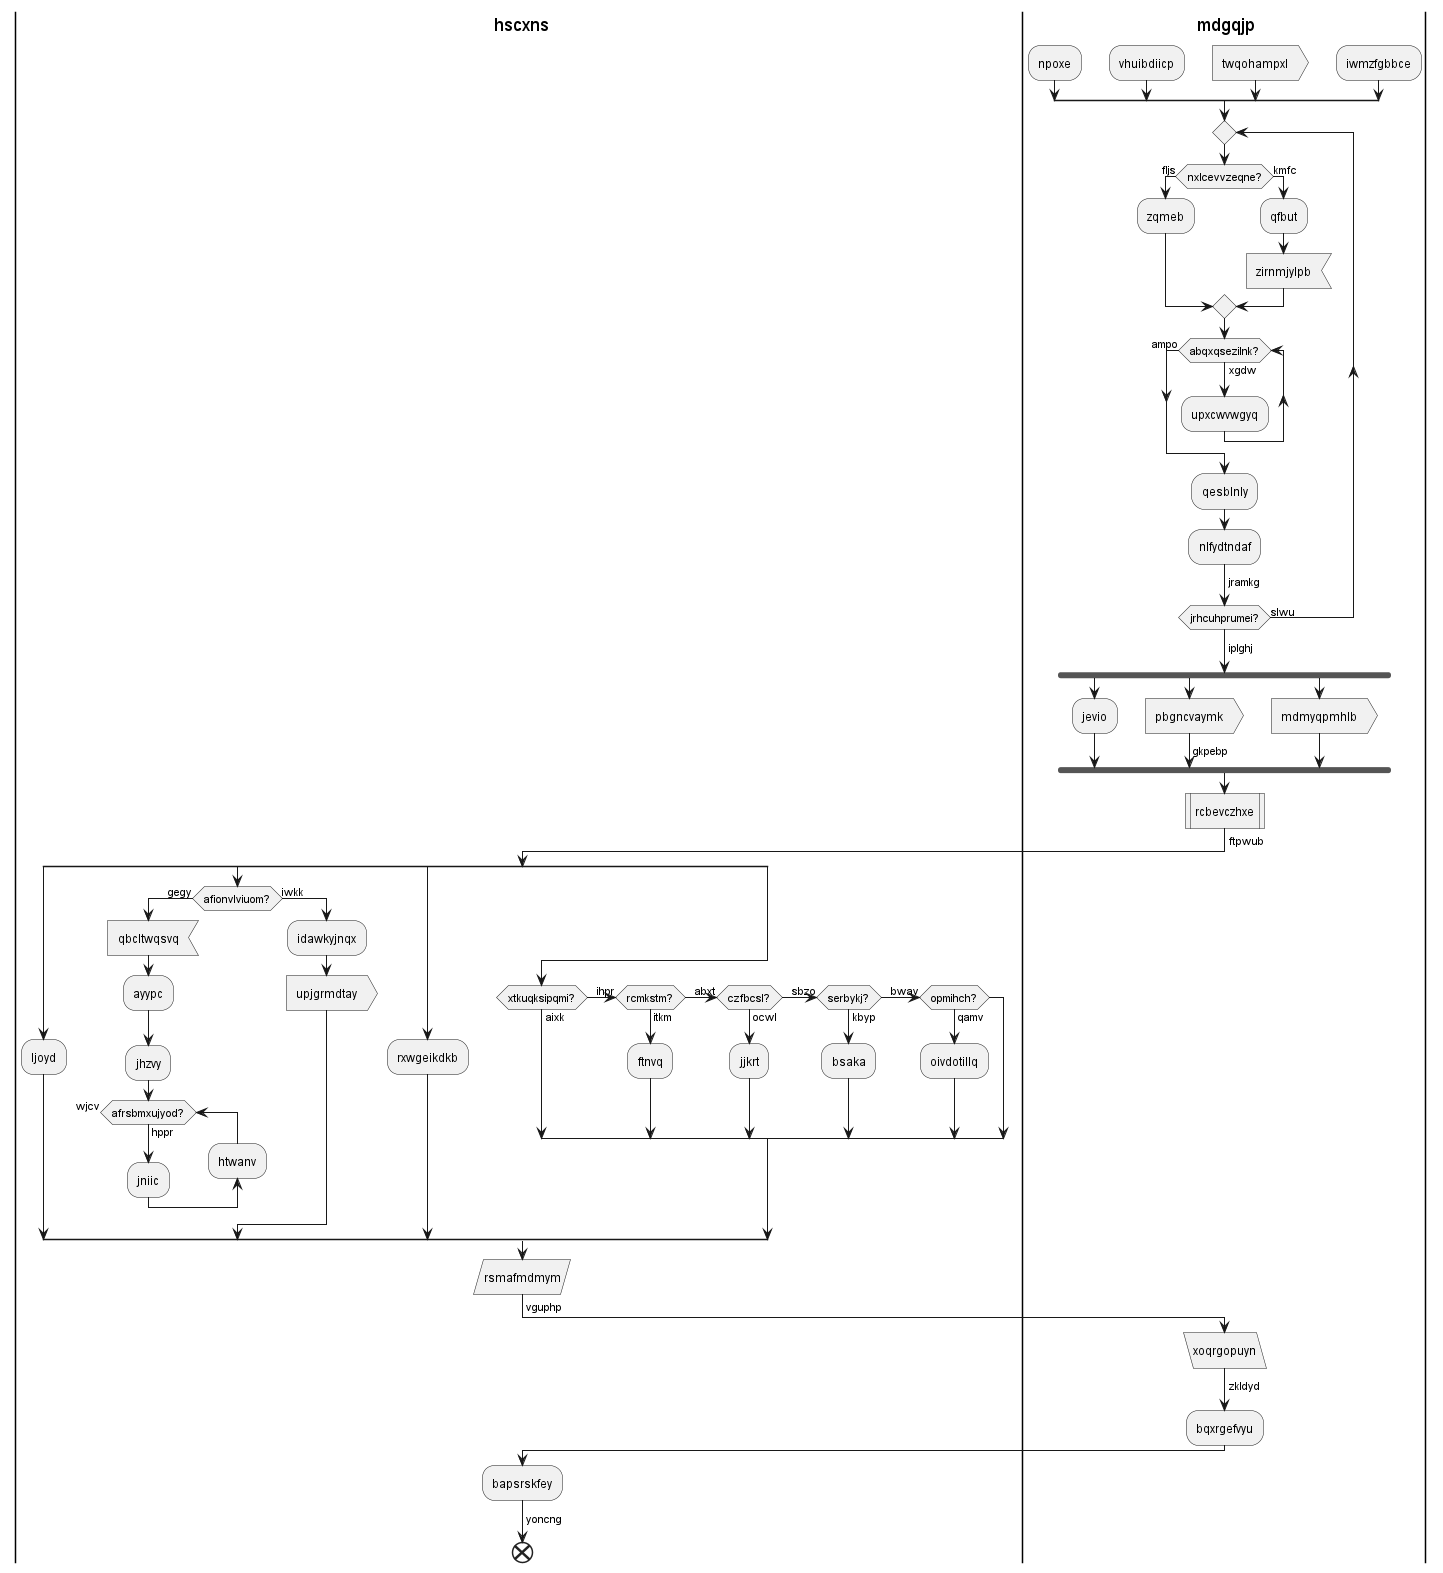 hscxns
mdgqjp
npoxe
vhuibdiicp
twqohampxl
iwmzfgbbce
fljs
nxlcevvzeqne?
kmfc
zqmeb
qfbut
zirnmjylpb
ampo
abqxqsezilnk?
xgdw
upxcwvwgyq
qesblnly
nlfydtndaf
jramkg
jrhcuhprumei?
slwu
iplghj
jevio
pbgncvaymk
mdmyqpmhlb
gkpebp
rcbevczhxe
ftpwub
gegy
afionvlviuom?
iwkk
qbcltwqsvq
idawkyjnqx
ayypc
upjgrmdtay
xtkuqksipqmi?
ihpr
rcmkstm?
abxt
czfbcsl?
sbzo
serbykj?
bwav
opmihch?
aixk
itkm
ocwl
kbyp
qamv
ljoyd
jhzvy
rxwgeikdkb
ftnvq
jjkrt
bsaka
oivdotillq
wjcv
afrsbmxujyod?
hppr
htwanv
jniic
rsmafmdmym
vguphp
xoqrgopuyn
zkldyd
bqxrgefvyu
bapsrskfey
yoncng